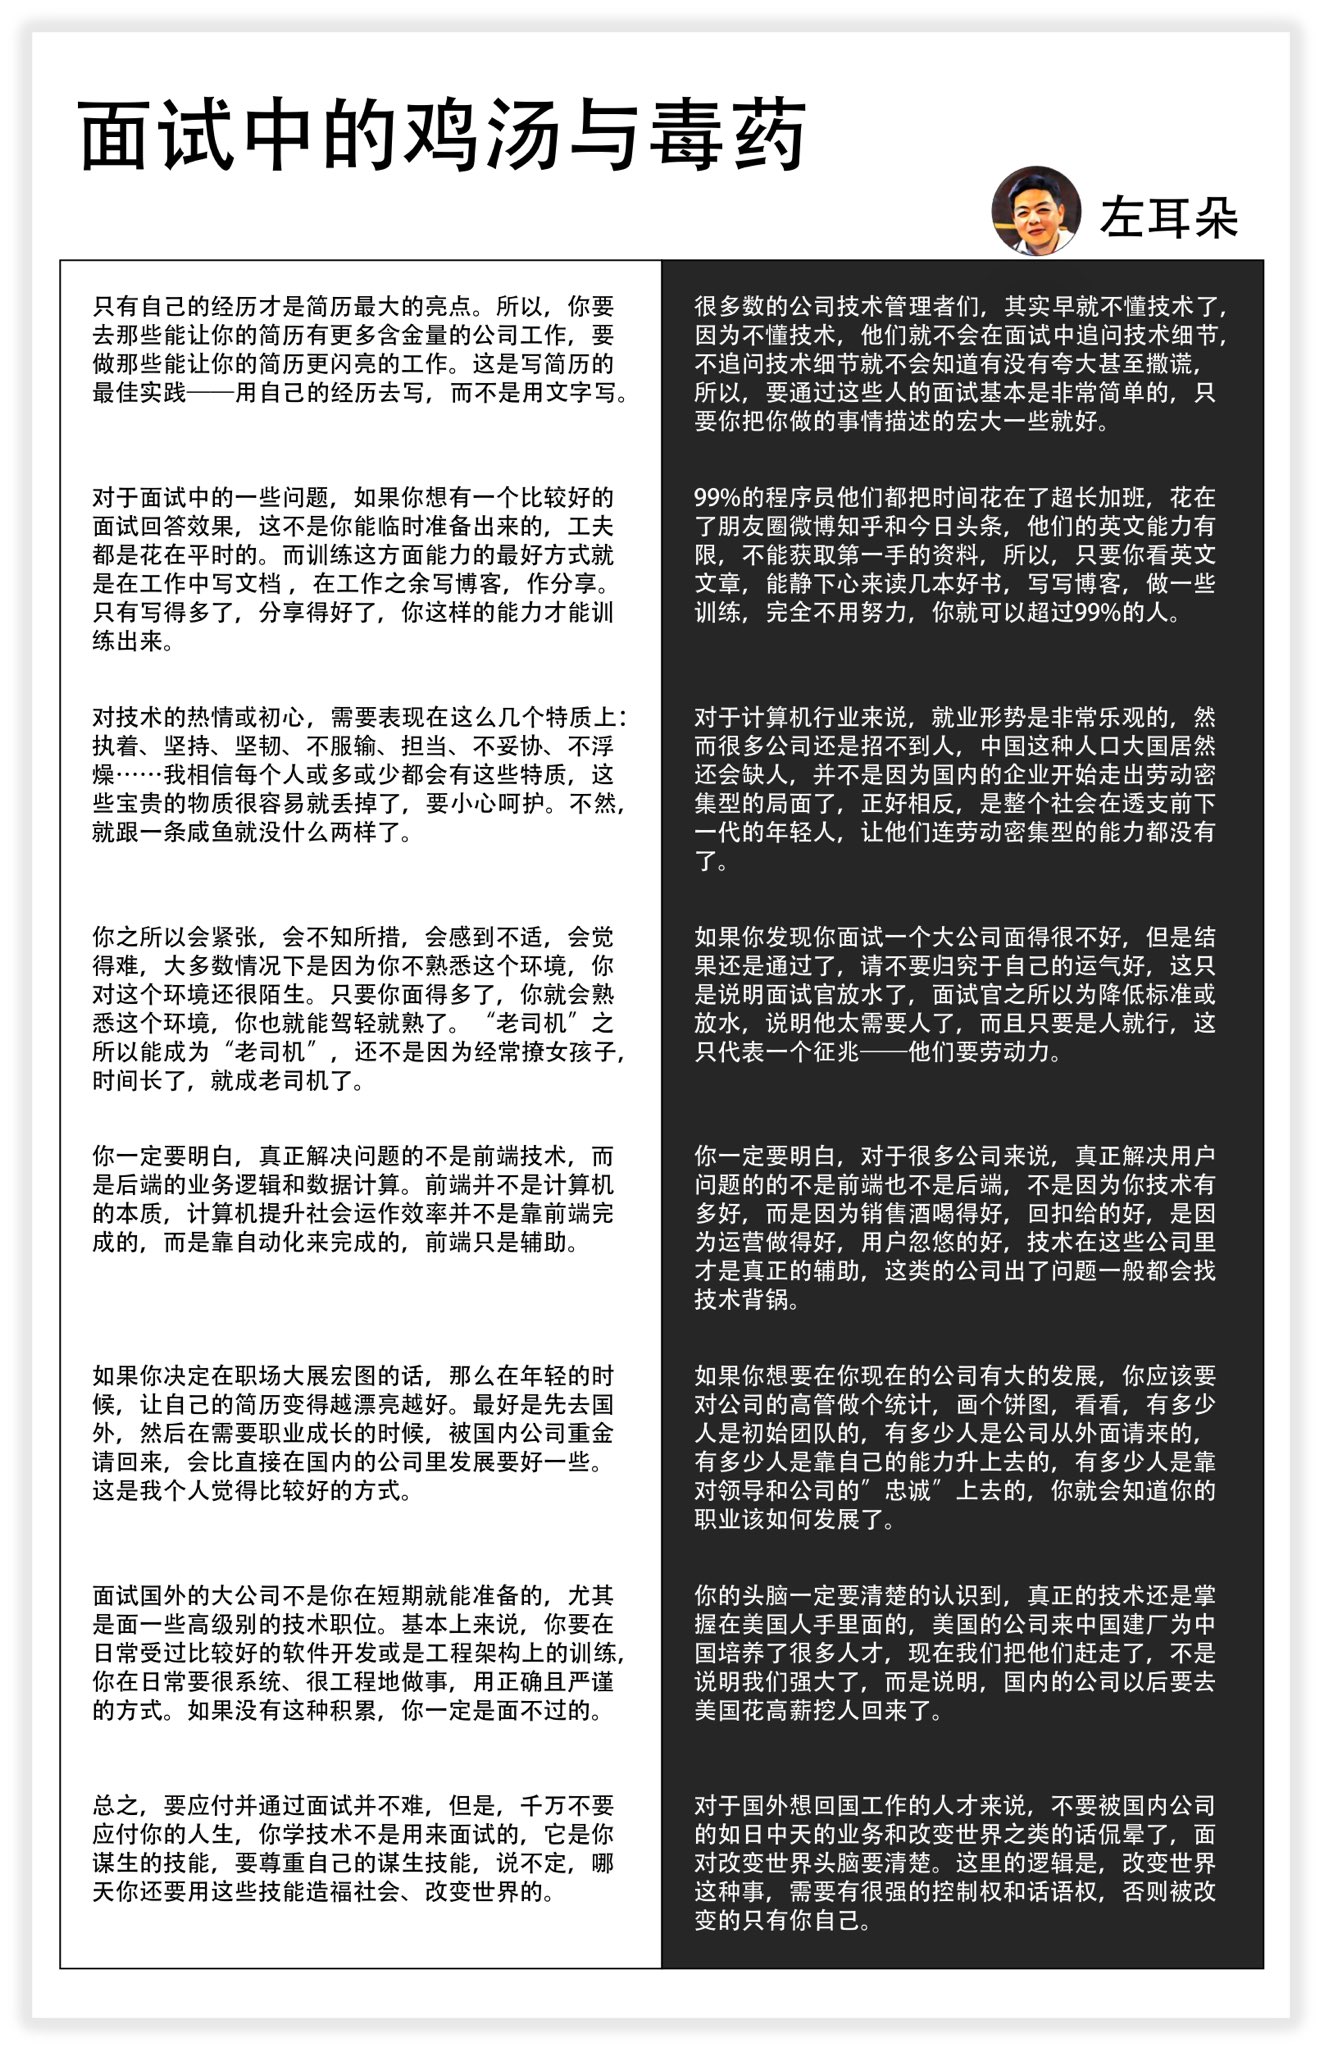 面试中的鸡汤与毒药
左耳朵
只有自己的经历才是简历最大的亮点。所以，你要
去那些能让你的简历有更多含金量的公司工作，要
做那些能让你的简历更闪亮的工作。这是写简历的
最佳实践——用自己的经历去写，而不是用文字写。
很多数的公司技术管理者们，其实早就不懂技术了，
因为不懂技术，他们就不会在面试中追问技术细节，
不追问技术细节就不会知道有没有夸大甚至撒谎，
所以，要通过这些人的面试基本是非常简单的，只
要你把你做的事情描述的宏大一些就好。
对于面试中的一些问题，如果你想有一个比较好的
面试回答效果，这不是你能临时准备出来的，工夫
都是花在平时的。而训练这方面能力的最好方式就
是在工作中写文档 ，在工作之余写博客，作分享。
只有写得多了，分享得好了，你这样的能力才能训
练出来。
99%的程序员他们都把时间花在了超长加班，花在
了朋友圈微博知乎和今日头条，他们的英文能力有
限，不能获取第一手的资料，所以，只要你看英文
文章，能静下心来读几本好书，写写博客，做一些
训练，完全不用努力，你就可以超过99%的人。
对技术的热情或初心，需要表现在这么几个特质上：
执着、坚持、坚韧、不服输、担当、不妥协、不浮
燥……我相信每个人或多或少都会有这些特质，这
些宝贵的物质很容易就丢掉了，要小心呵护。不然，
就跟一条咸鱼就没什么两样了。
对于计算机行业来说，就业形势是非常乐观的，然
而很多公司还是招不到人，中国这种人口大国居然
还会缺人，并不是因为国内的企业开始走出劳动密
集型的局面了，正好相反，是整个社会在透支前下
一代的年轻人，让他们连劳动密集型的能力都没有
了。
你之所以会紧张，会不知所措，会感到不适，会觉
得难，大多数情况下是因为你不熟悉这个环境，你
对这个环境还很陌生。只要你面得多了，你就会熟
悉这个环境，你也就能驾轻就熟了。“老司机”之
所以能成为“老司机”，还不是因为经常撩女孩子，
时间长了，就成老司机了。
如果你发现你面试一个大公司面得很不好，但是结
果还是通过了，请不要归究于自己的运气好，这只
是说明面试官放水了，面试官之所以为降低标准或
放水，说明他太需要人了，而且只要是人就行，这
只代表一个征兆——他们要劳动力。
你一定要明白，真正解决问题的不是前端技术，而
是后端的业务逻辑和数据计算。前端并不是计算机
的本质，计算机提升社会运作效率并不是靠前端完
成的，而是靠自动化来完成的，前端只是辅助。
你一定要明白，对于很多公司来说，真正解决用户
问题的的不是前端也不是后端，不是因为你技术有
多好，而是因为销售酒喝得好，回扣给的好，是因
为运营做得好，用户忽悠的好，技术在这些公司里
才是真正的辅助，这类的公司出了问题一般都会找
技术背锅。
如果你决定在职场大展宏图的话，那么在年轻的时
候，让自己的简历变得越漂亮越好。最好是先去国
外，然后在需要职业成长的时候，被国内公司重金
请回来，会比直接在国内的公司里发展要好一些。
这是我个人觉得比较好的方式。
如果你想要在你现在的公司有大的发展，你应该要
对公司的高管做个统计，画个饼图，看看，有多少
人是初始团队的，有多少人是公司从外面请来的，
有多少人是靠自己的能力升上去的，有多少人是靠
对领导和公司的”忠诚”上去的，你就会知道你的
职业该如何发展了。
面试国外的大公司不是你在短期就能准备的，尤其
是面一些高级别的技术职位。基本上来说，你要在
日常受过比较好的软件开发或是工程架构上的训练，
你在日常要很系统、很工程地做事，用正确且严谨
的方式。如果没有这种积累，你一定是面不过的。
你的头脑一定要清楚的认识到，真正的技术还是掌
握在美国人手里面的，美国的公司来中国建厂为中
国培养了很多人才，现在我们把他们赶走了，不是
说明我们强大了，而是说明，国内的公司以后要去
美国花高薪挖人回来了。
总之，要应付并通过面试并不难，但是，千万不要
应付你的人生，你学技术不是用来面试的，它是你
谋生的技能，要尊重自己的谋生技能，说不定，哪
天你还要用这些技能造福社会、改变世界的。
对于国外想回国工作的人才来说，不要被国内公司
的如日中天的业务和改变世界之类的话侃晕了，面
对改变世界头脑要清楚。这里的逻辑是，改变世界
这种事，需要有很强的控制权和话语权，否则被改
变的只有你自己。